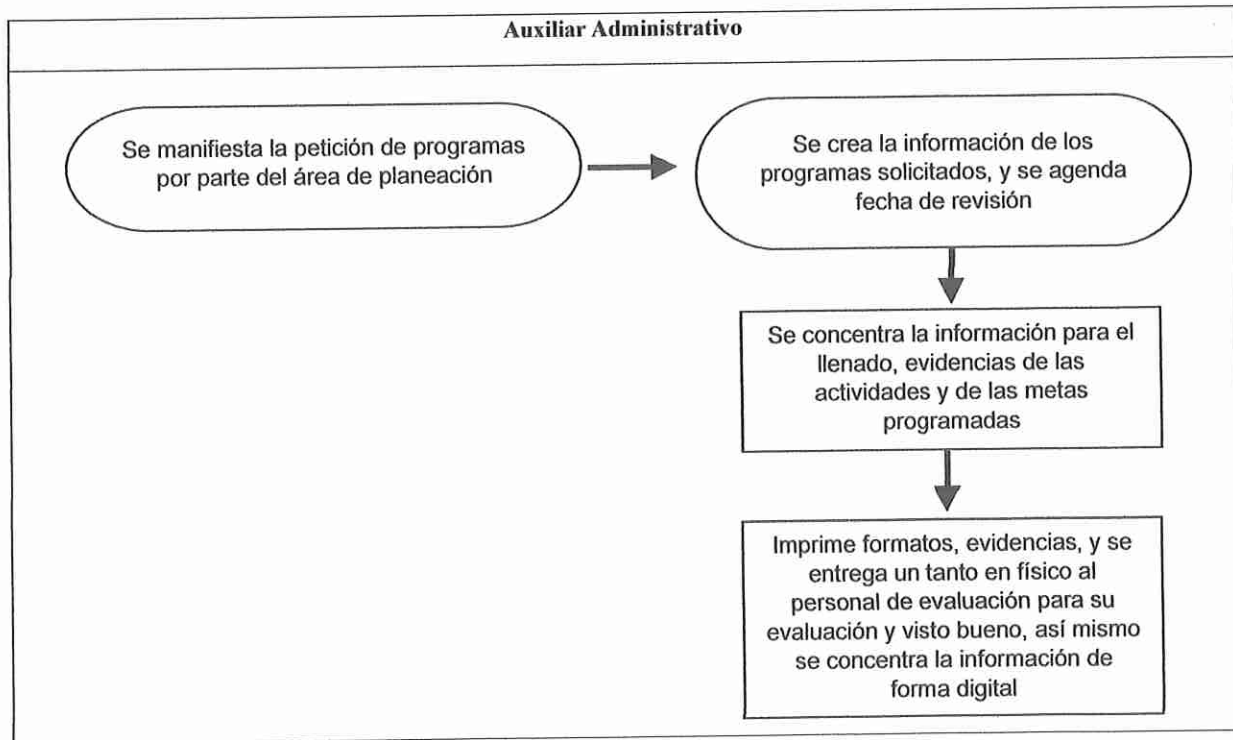 Auxiliar Administrativo
Se manifiesta la petición de programas
por parte del área de planeación
Se crea la información de los
programas solicitados, y se agenda
fecha de revisión
Se concentra la información para el
llenado, evidencias de las
actividades y de las metas
programadas
Imprime formatos, evidencias, y se
entrega un tanto en físico al
personal de evaluación para su
evaluación y visto bueno, así mismo
se concentra la información de
forma digital